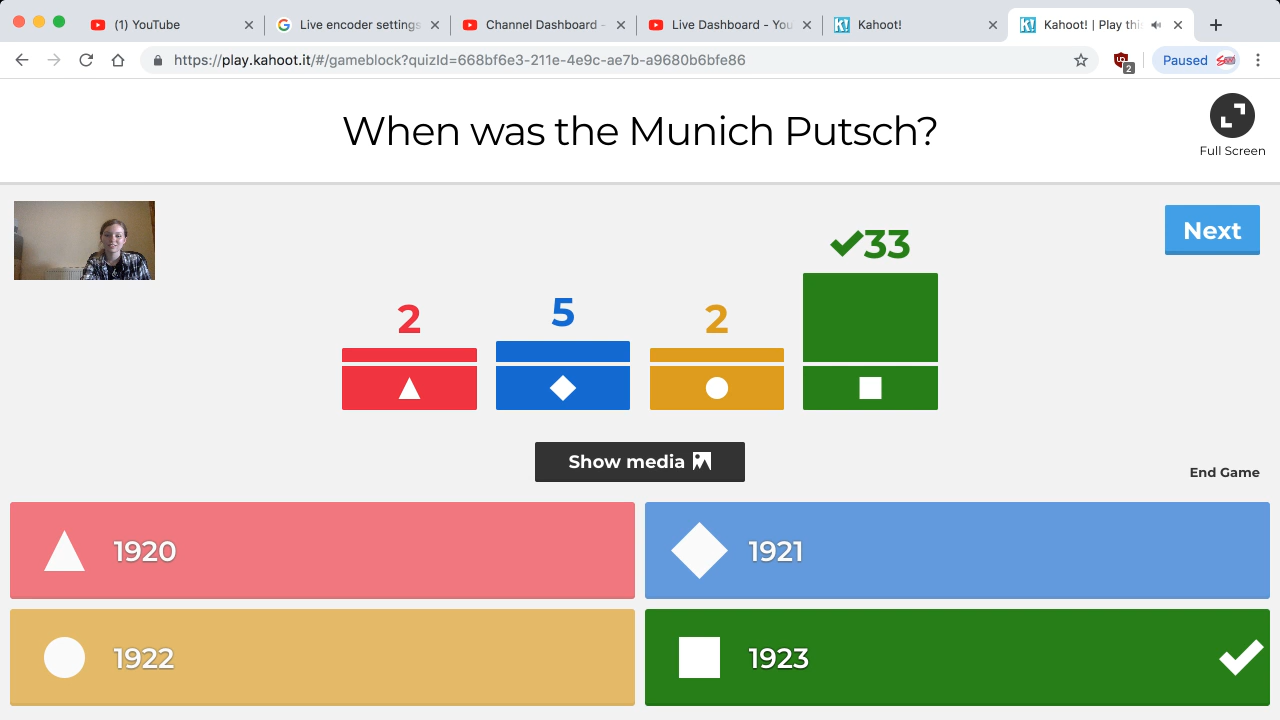 (1) YouTube
Live encoder settings
Channel Dashboard -
Live Dashboard - You
Kahoot!
Kahoot! | Play this
https://play.kahoot.it/#/gameblock?quizId=668bf6e3-211e-4e9c-ae7b-a9680b6bfe86
2
Paused
When was the Munich Putsch?
Full Screen
Next
2
5
2
33
Show media
End Game
1920
1921
1922
1923